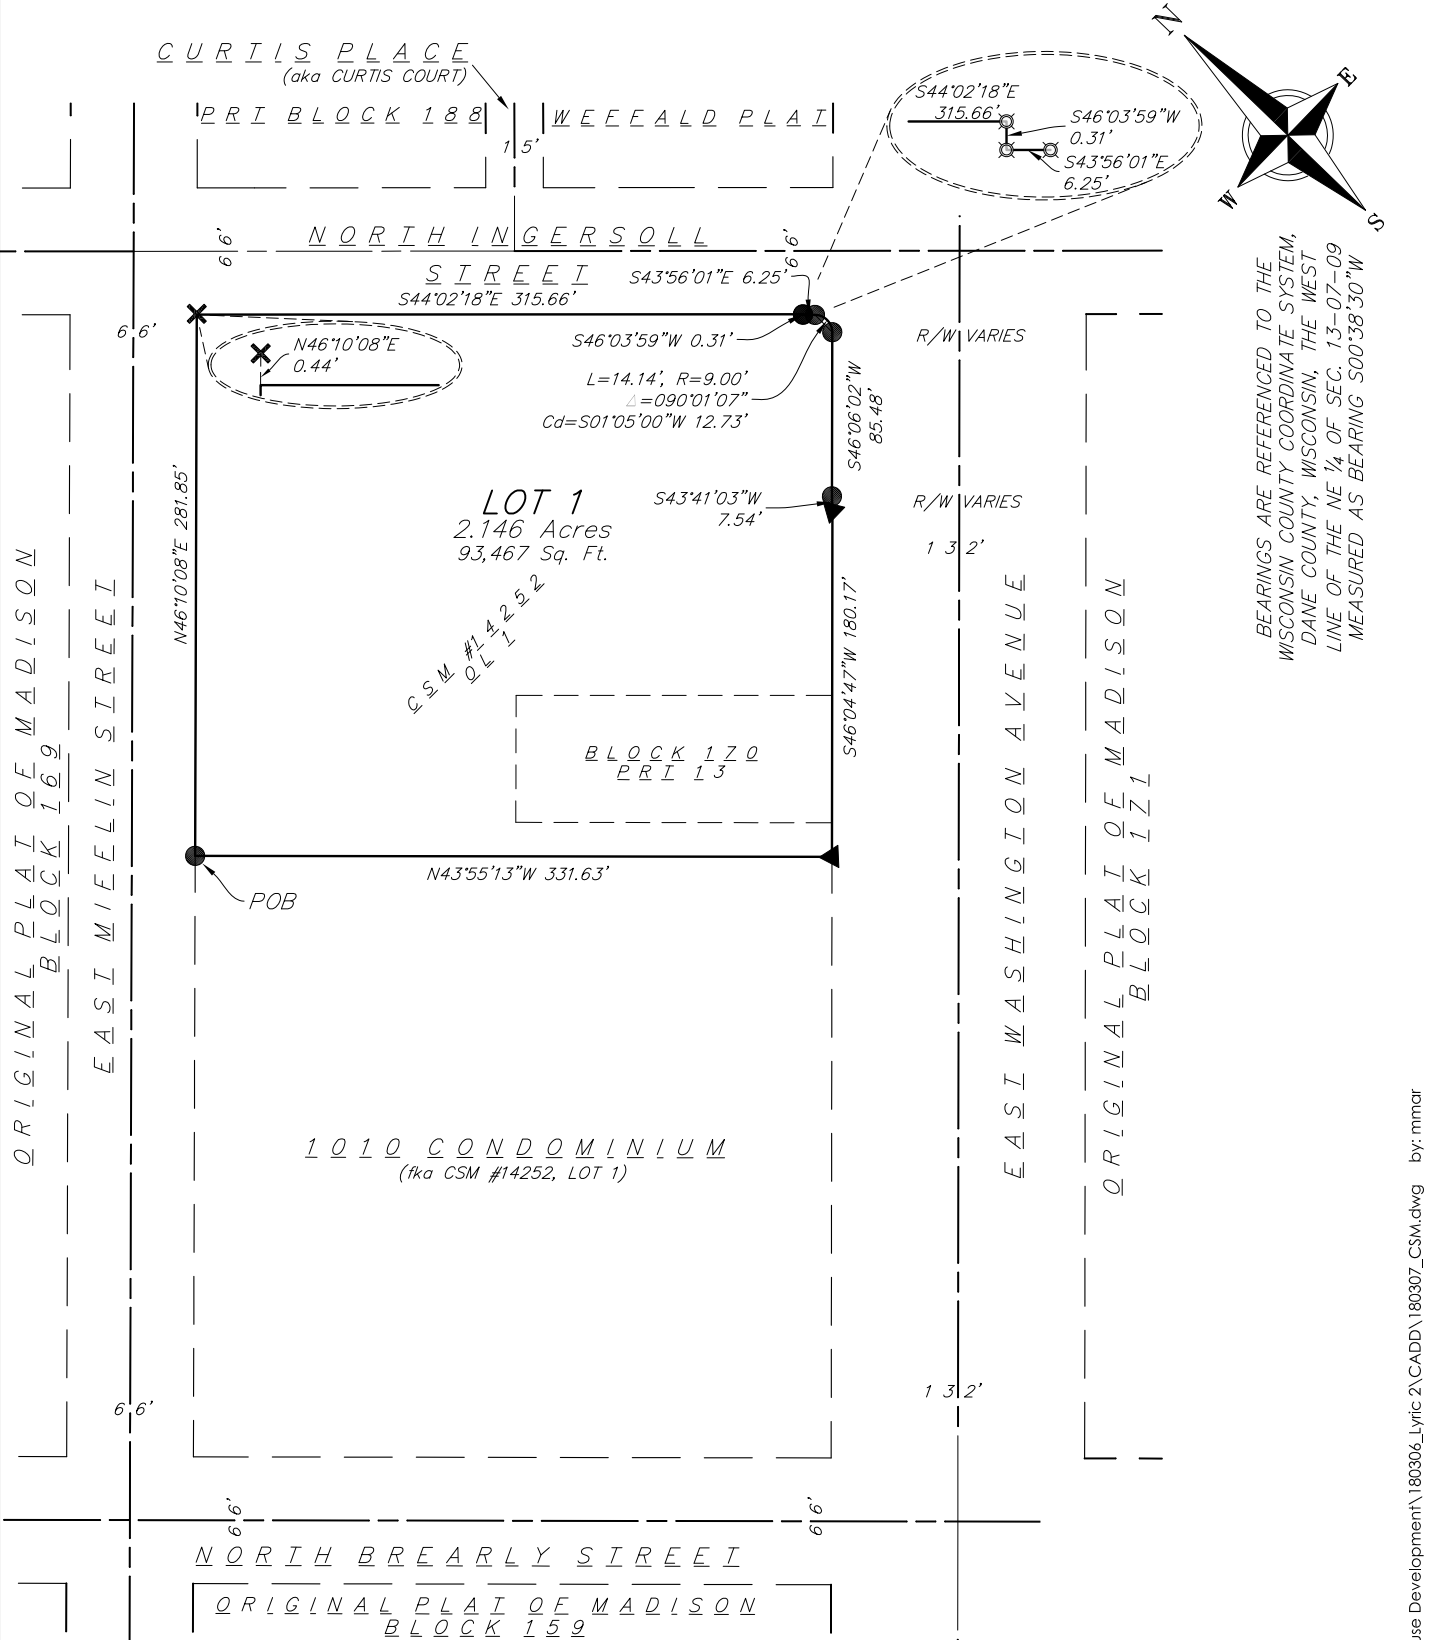 CURTIS PLACE
(aka CURTIS COURT)
PRT BLOCK 188
WEFFALD PLAT
15'
S44°02'18"E
315.66'
S46°03'59"W
0.31'
S43°56'01"E
6.25'
N
E
W
S
NORTH INGERSOLL
STREET
66'
66'
S43°56'01"E 6.25'
S44°02'18"E 315.66'
66'
N46°10'08"E
0.44'
S46°03'59"W 0.31'
R/W VARIES
L=14.14', R=9.00'
△=090°01'07"
Cd=S01°05'00"W 12.73'
S46°06'02"W
85.48'
BEARINGS ARE REFERENCED TO THE
WISCONSIN COUNTY COORDINATE SYSTEM,
DANE COUNTY, WISCONSIN, THE WEST
LINE OF THE NE ¼ OF SEC. 13-07-09
MEASURED AS BEARING S00°38'30"W
N46°10'08"E 281.85'
LOT 1
2.146 Acres
93,467 Sq. Ft.
S43°41'03"W
7.54'
R/W VARIES
132'
CSM #14252
OL 1
S46°04'47"W 180.17'
BLOCK 170
PRT 13
N43°55'13"W 331.63'
POB
ORIGINAL PLAT OF MADISON
BLOCK 169
EAST MIFFLIN STREET
EAST WASHINGTON AVENUE
ORIGINAL PLAT OF MADISON
BLOCK 171
1010 CONDOMINIUM
(fka CSM #14252, LOT 1)
66'
132'
66'
66'
NORTH BREARLY STREET
ORIGINAL PLAT OF MADISON
BLOCK 159
Development\180306_Lyric 2\CADD\180307_CSM.dwg by: mmar